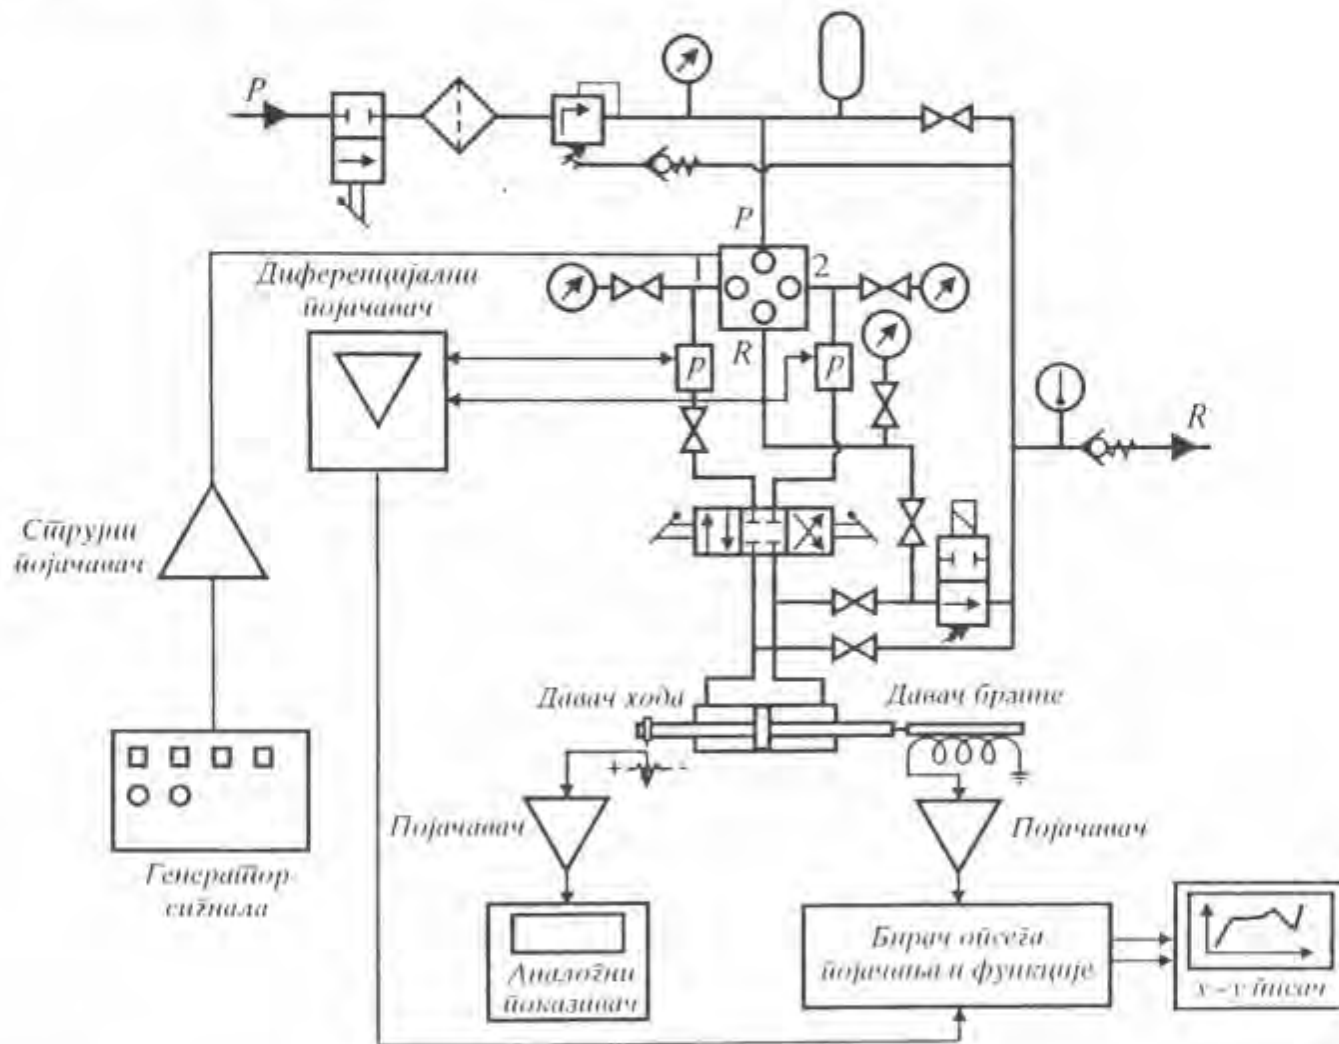 P
P
1
2
Диференцијални
појачавач
p
R
p
R
Струјни
појачавач
Давач хода
Давач брзине
+
-
Појачавач
Појачавач
Генератор
сигнала
Аналогни
показивач
Бирач опсега
појачања и функције
x-y писач